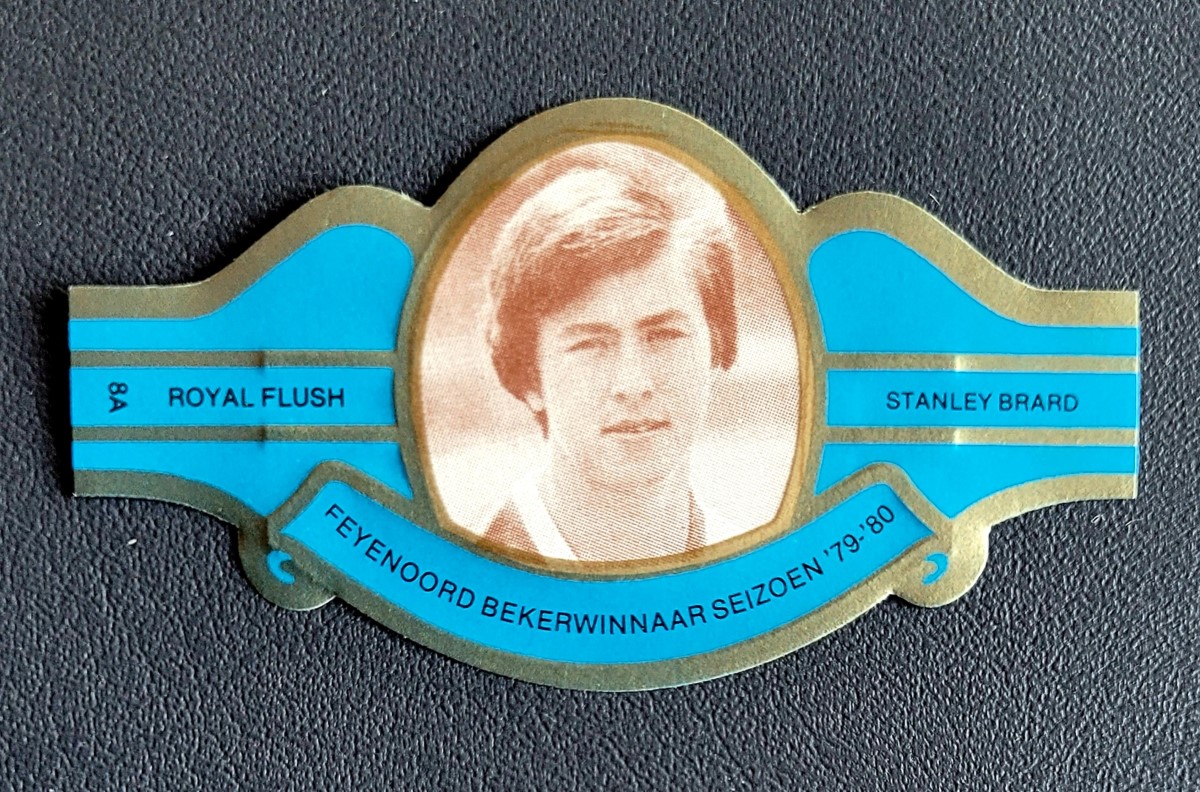 8A
ROYAL FLUSH
STANLEY BRARD
FEYENOORD BEKERWINNAAR SEIZOEN '79-'80